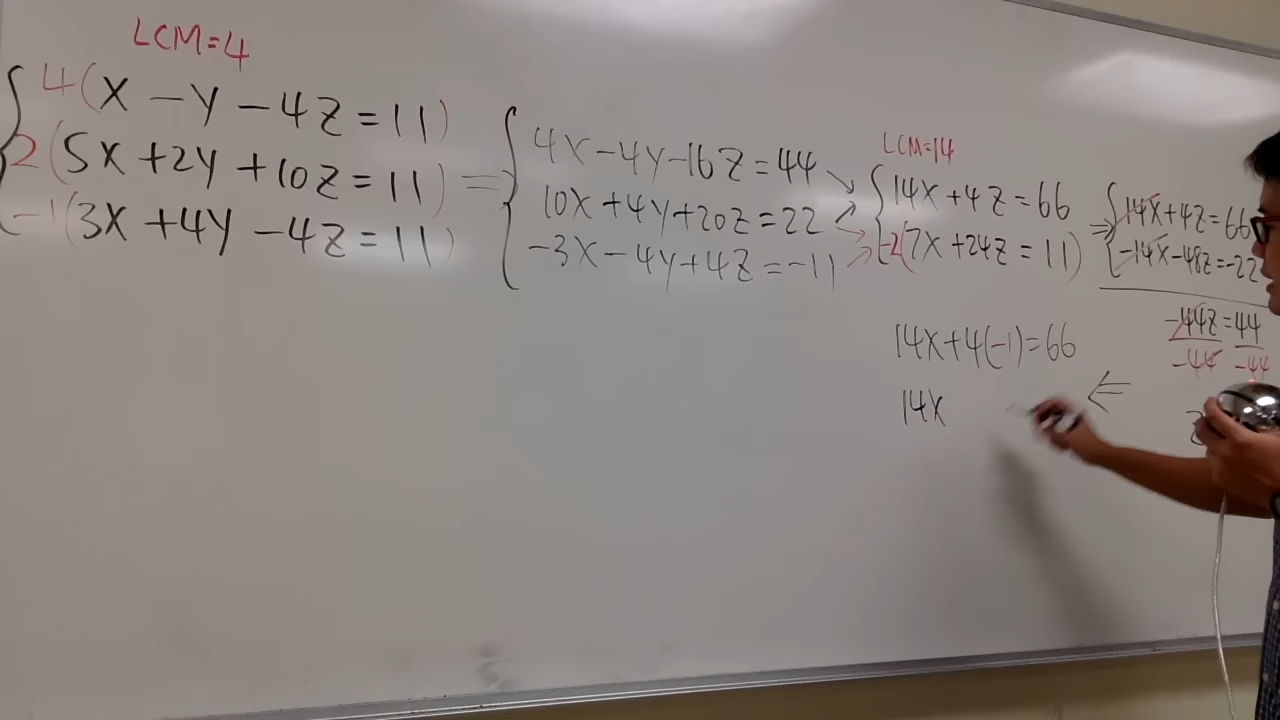 LCM=4
4(X - Y - 4Z = 11)
2(5X + 2Y + 10Z = 11)
-1(3X + 4Y - 4Z = 11)
=
4X - 4Y - 16Z = 44
10X + 4Y + 20Z = 22
-3X - 4Y + 4Z = -11
LCM=14
14X + 4Z = 66
-2(7X + 24Z = 11)
⇒
14X + 4Z = 66
-14X - 48Z = -22
-44Z = 44
-44 -44
Z
⇐
14X + 4(-1) = 66
14X